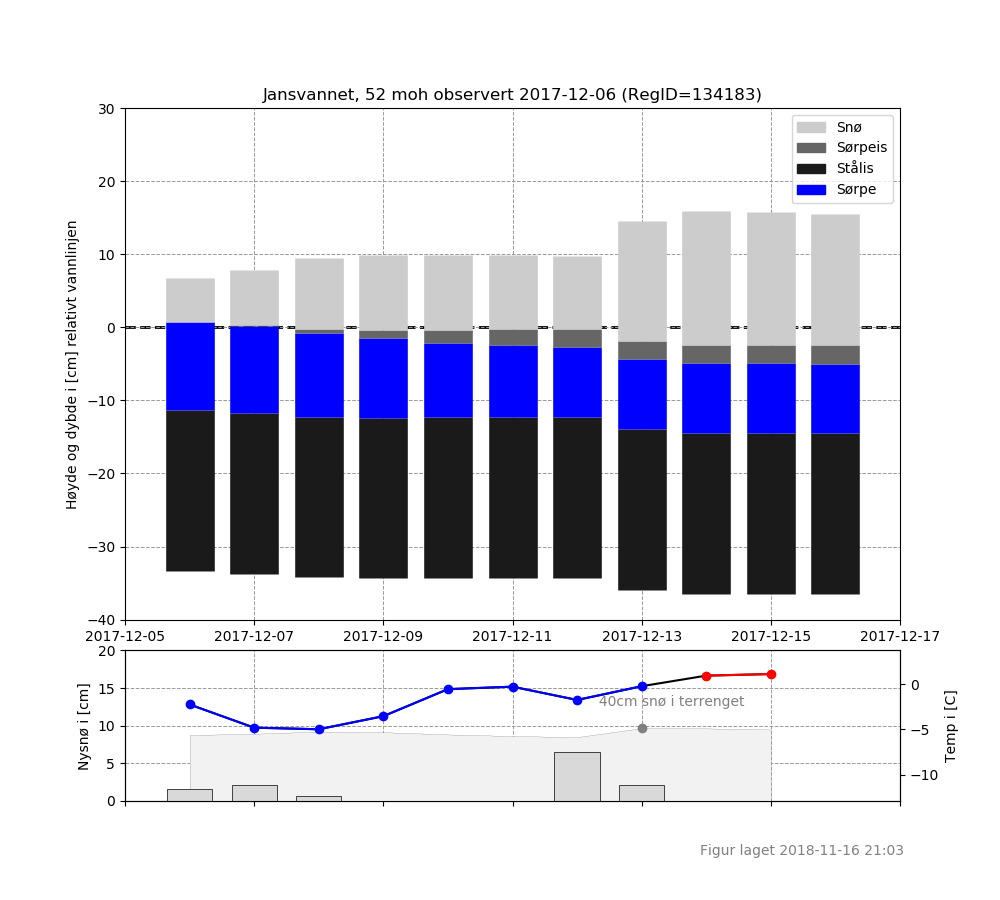 Jansvannet, 52 moh observert 2017-12-06 (RegID=134183)
Høyde og dybde i [cm] relativt vannlinjen
30
20
10
0
−10
−20
−30
−40
Snø
Sørpeis
Stålis
Sørpe
2017-12-05 2017-12-07 2017-12-09 2017-12-11 2017-12-13 2017-12-15 2017-12-17
Nysnø i [cm]
20
15
10
5
0
40cm snø i terrenget
0
−5
−10
Temp i [C]
Figur laget 2018-11-16 21:03